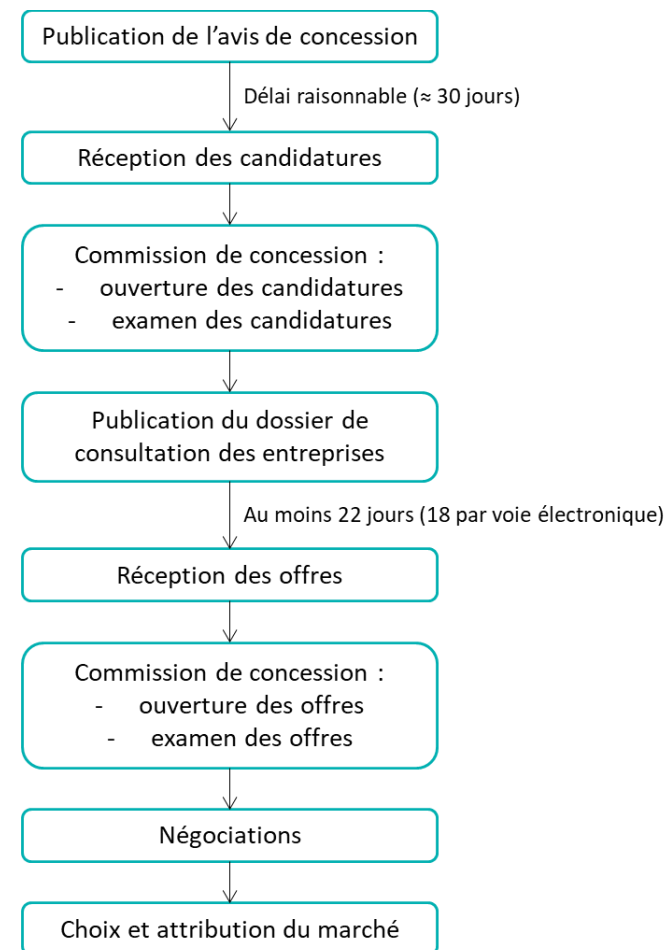 Publication de l’avis de concession
Délai raisonnable (≈ 30 jours)
Réception des candidatures
Commission de concession :
- ouverture des candidatures
- examen des candidatures
Publication du dossier de
consultation des entreprises
Au moins 22 jours (18 par voie électronique)
Réception des offres
Commission de concession :
- ouverture des offres
- examen des offres
Négociations
Choix et attribution du marché